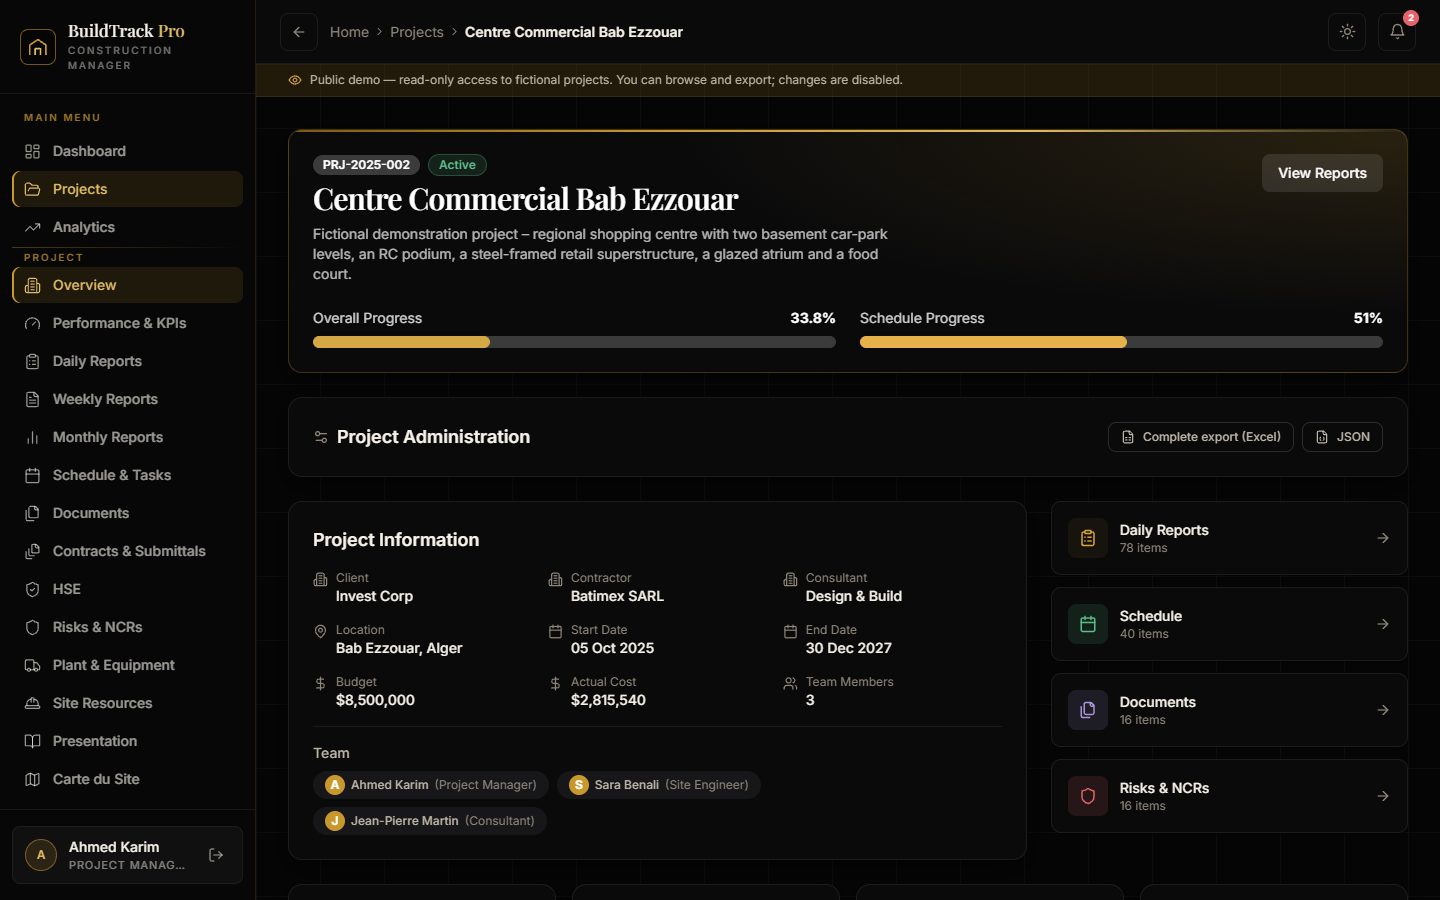 BuildTrack Pro
CONSTRUCTION
MANAGER
MAIN MENU
Dashboard
Projects
Analytics
PROJECT
Overview
Performance & KPIs
Daily Reports
Weekly Reports
Monthly Reports
Schedule & Tasks
Documents
Contracts & Submittals
HSE
Risks & NCRs
Plant & Equipment
Site Resources
Presentation
Carte du Site
A
Ahmed Karim
PROJECT MANAG...
Home > Projects > Centre Commercial Bab Ezzouar
2
Public demo — read-only access to fictional projects. You can browse and export; changes are disabled.
PRJ-2025-002 Active
View Reports
Centre Commercial Bab Ezzouar
Fictional demonstration project – regional shopping centre with two basement car-park
levels, an RC podium, a steel-framed retail superstructure, a glazed atrium and a food
court.
Overall Progress 33.8%
Schedule Progress 51%
Project Administration
Complete export (Excel)
JSON
Project Information
Client
Invest Corp
Contractor
Batimex SARL
Consultant
Design & Build
Location
Bab Ezzouar, Alger
Start Date
05 Oct 2025
End Date
30 Dec 2027
Budget
$8,500,000
Actual Cost
$2,815,540
Team Members
3
Team
A Ahmed Karim (Project Manager)
S Sara Benali (Site Engineer)
J Jean-Pierre Martin (Consultant)
Daily Reports
78 items
Schedule
40 items
Documents
16 items
Risks & NCRs
16 items